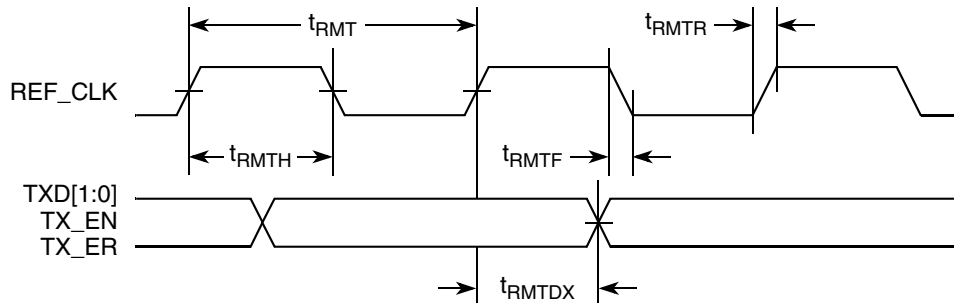 tRMT
tRMTR
REF_CLK
tRMTH
tRMTF
TXD[1:0]
TX_EN
TX_ER
tRMTDX